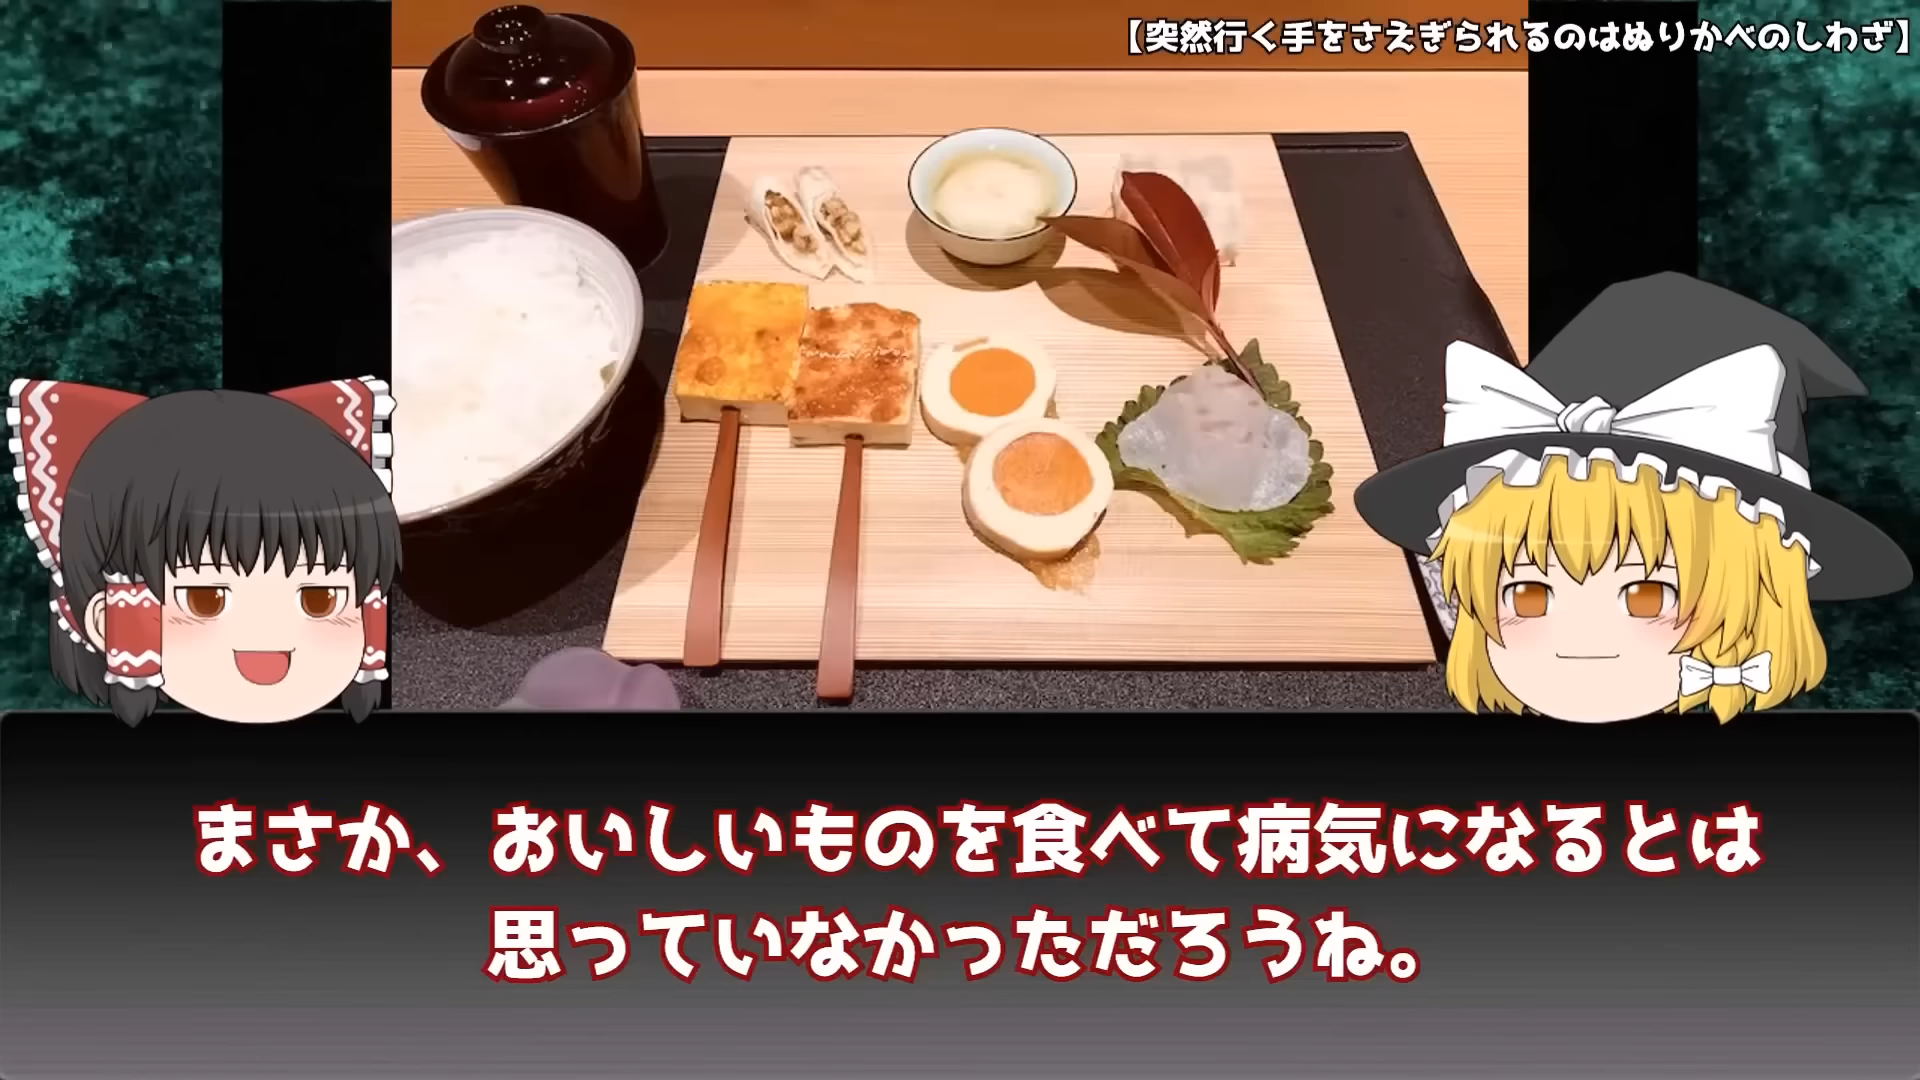 【突然行く手をさえぎられるのはぬりかべのしわざ】
まさか、おいしいものを食べて病気になるとは
思っていなかっただろうね。